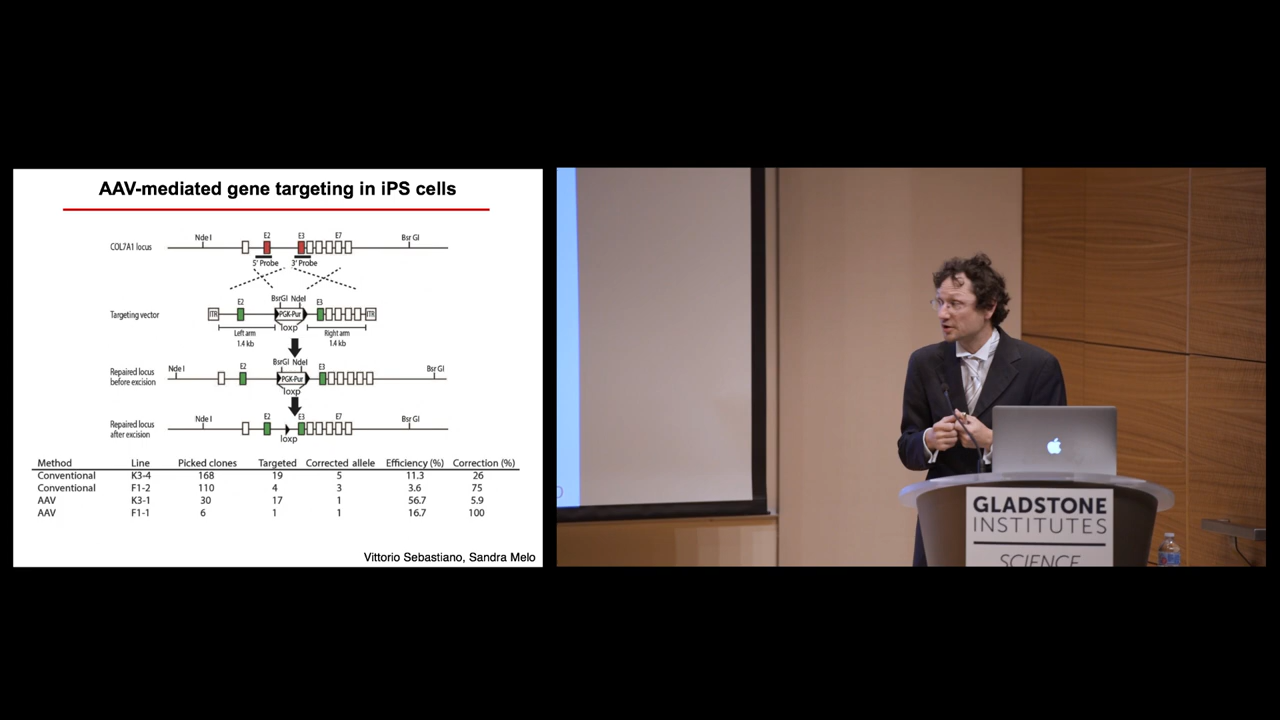 AAV-mediated gene targeting in iPS cells
COL7A1 locus
Nde I
E2
E3
E7
Bsr GI
5' Probe
3' Probe
Targeting vector
ITR
E2
BsrGI NdeI
PGK-Pur
loxp
E3
ITR
Left arm
1.4 kb
Right arm
1.4 kb
Repaired locus
before excision
Nde I
E2
BsrGI NdeI
PGK-Pur
loxp
E3
Bsr GI
Repaired locus
after excision
Nde I
E2
loxp
E3
E7
Bsr GI
Method Line Picked clones Targeted Corrected allele Efficiency (%) Correction (%)
Conventional K3-4 168 19 5 11.3 26
Conventional F1-2 110 4 3 3.6 75
AAV K3-1 30 17 1 56.7 5.9
AAV F1-1 6 1 1 16.7 100
Vittorio Sebastiano, Sandra Melo
GLADSTONE
INSTITUTES
SCIENCE